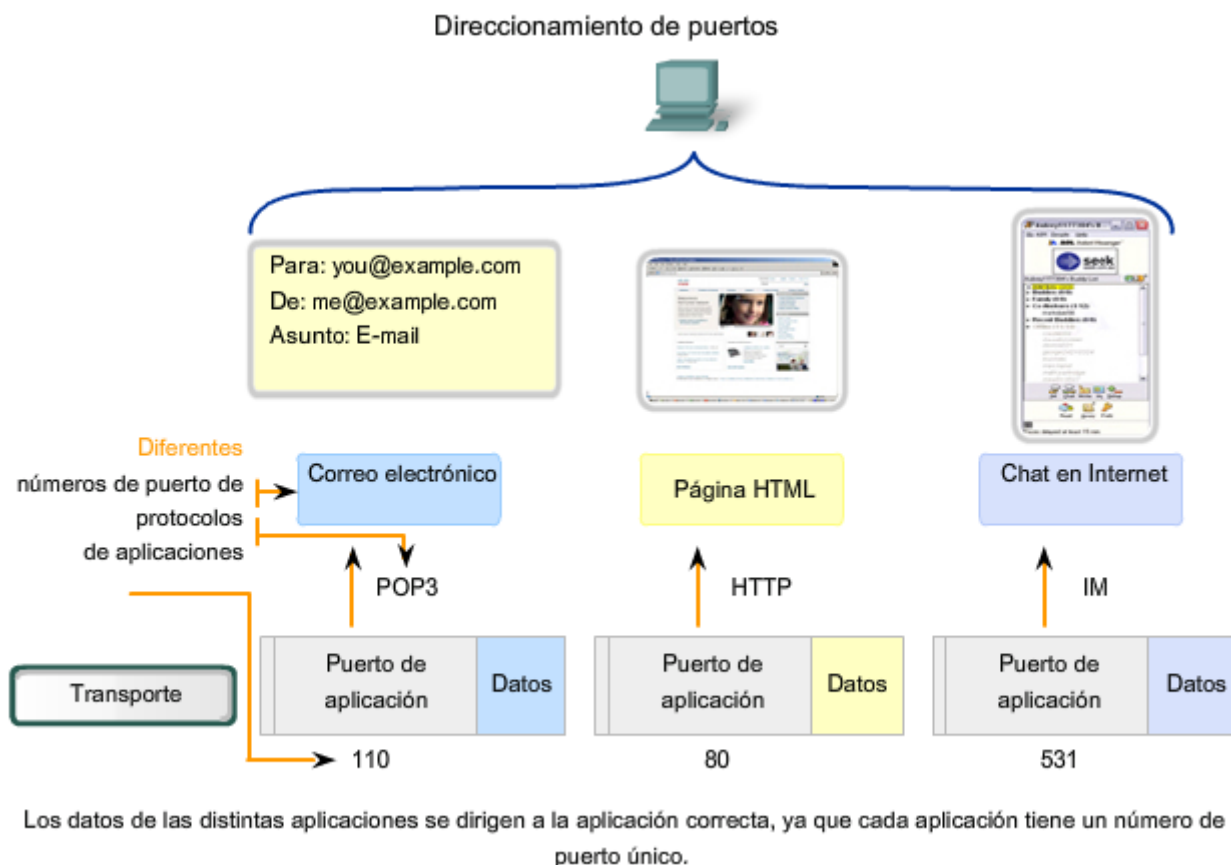 Direccionamiento de puertos
Para: you@example.com
De: me@example.com
Asunto: E-mail
seek
Diferentes
números de puerto de
protocolos
de aplicaciones
Correo electrónico
Página HTML
Chat en Internet
POP3
HTTP
IM
Transporte
Puerto de
aplicación
Datos
Puerto de
aplicación
Datos
Puerto de
aplicación
Datos
110
80
531
Los datos de las distintas aplicaciones se dirigen a la aplicación correcta, ya que cada aplicación tiene un número de
puerto único.